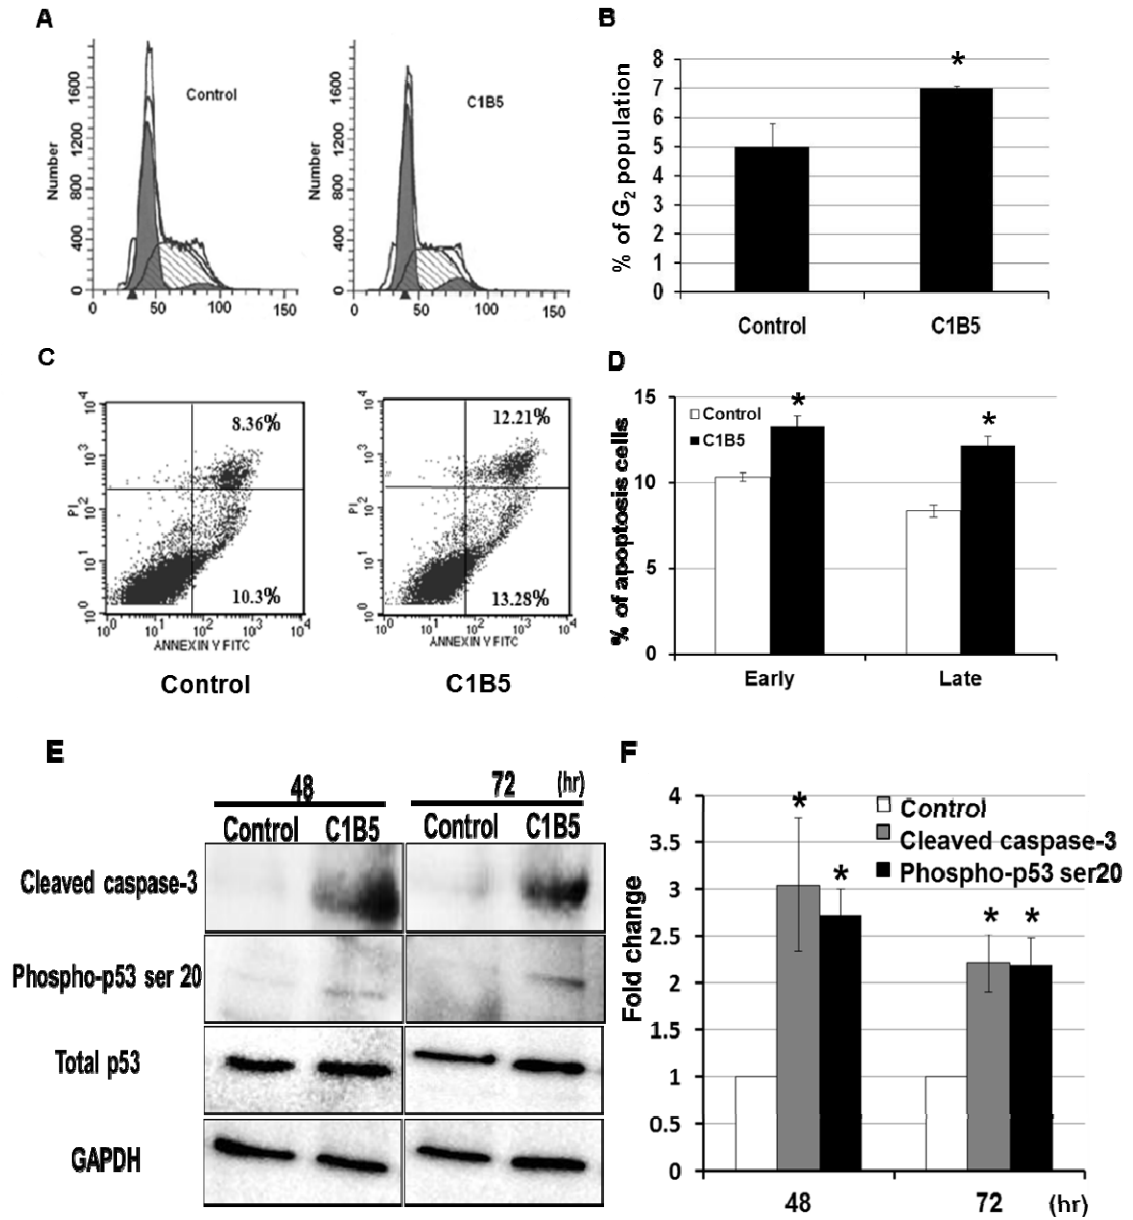 A
Number
1600
1200
800
400
0
Control
0 50 100 150
Number
1600
1200
800
400
0
C1B5
0 50 100 150
B
% of G2 population
8
7
6
5
4
3
2
1
0
*
Control C1B5
C
PI
10^4
10^3
10^2
10^1
10^0
8.36%
10.3%
10^0 10^1 10^2 10^3 10^4
ANNEXIN V FITC
Control
PI
10^4
10^3
10^2
10^1
10^0
12.21%
13.28%
10^0 10^1 10^2 10^3 10^4
ANNEXIN V FITC
C1B5
D
% of apoptosis cells
15
10
5
0
Control
C1B5
* *
Early Late
E
48 72 (hr)
Control C1B5 Control C1B5
Cleaved caspase-3
Phospho-p53 ser 20
Total p53
GAPDH
F
Fold change
4
3.5
3
2.5
2
1.5
1
0.5
0
Control
Cleaved caspase-3
Phospho-p53 ser20
* * * *
48 72 (hr)